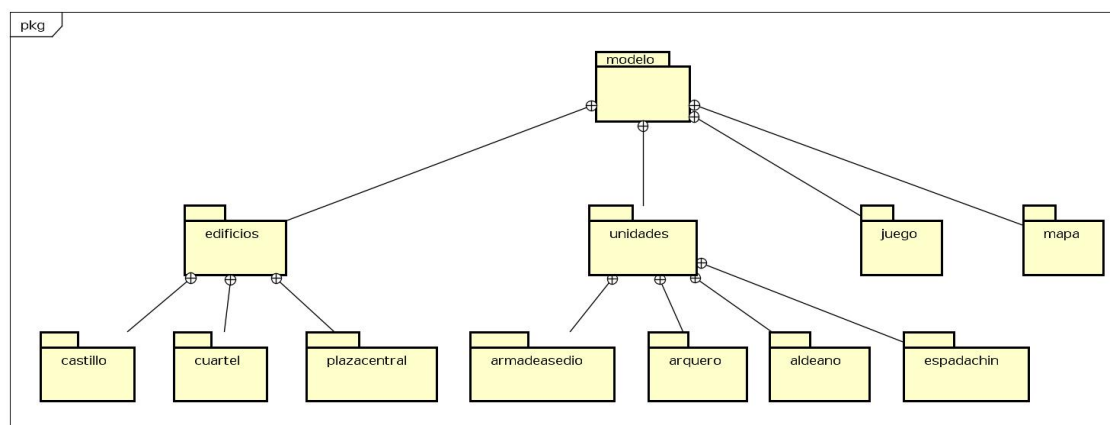 pkg
modelo
edificios
unidades
juego
mapa
castillo
cuartel
plazacentral
armadeasedio
arquero
aldeano
espadachin